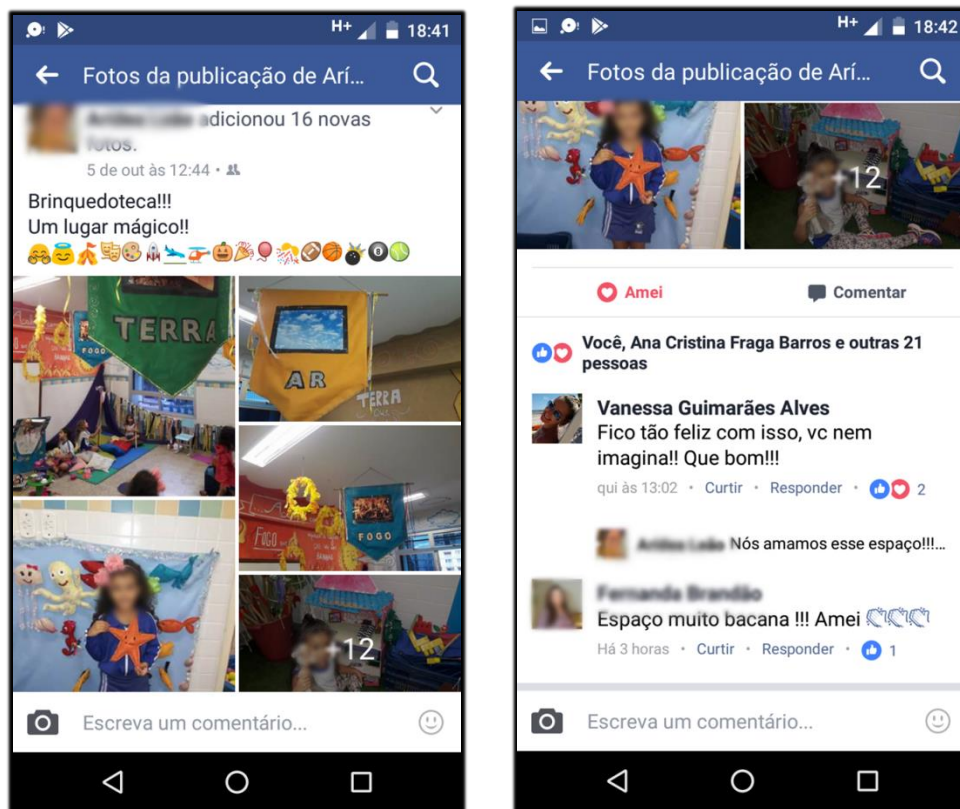 H+ 18:41
Fotos da publicação de Arí...
adicionou 16 novas
fotos.
5 de out às 12:44
Brinquedoteca!!!
Um lugar mágico!!
TERRA
FOGO
AR
TERRA
FOGO
FOGO
+12
Escreva um comentário...
H+ 18:42
Fotos da publicação de Arí...
+12
Amei
Comentar
Você, Ana Cristina Fraga Barros e outras 21
pessoas
Vanessa Guimarães Alves
Fico tão feliz com isso, vc nem
imagina!! Que bom!!!
qui às 13:02 • Curtir • Responder • 2
Nós amamos esse espaço!!!...
Espaço muito bacana !!! Amei
Há 3 horas • Curtir • Responder • 1
Escreva um comentário...